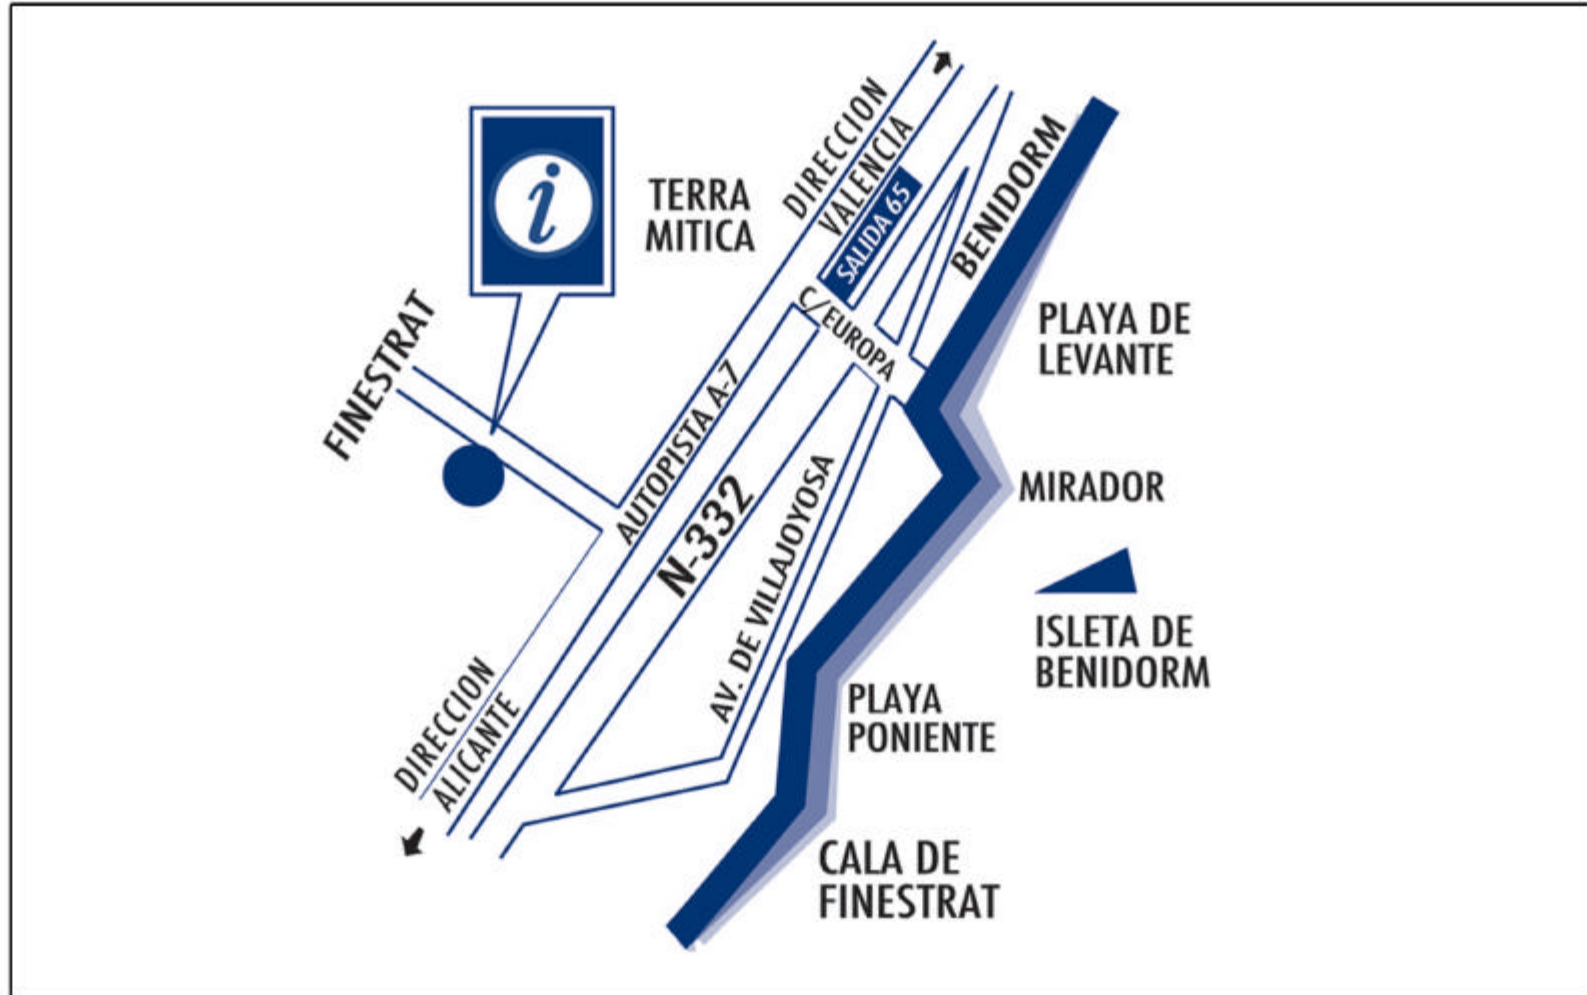 DIRECCION
VALENCIA
SALIDA 65
BENIDORM
i
TERRA
MITICA
C/EUROPA
PLAYA DE
LEVANTE
FINESTRAT
AUTOPISTA A-7
N-332
AV. DE VILLAJOYOSA
MIRADOR
ISLETA DE
BENIDORM
DIRECCION
ALICANTE
PLAYA
PONIENTE
CALA DE
FINESTRAT